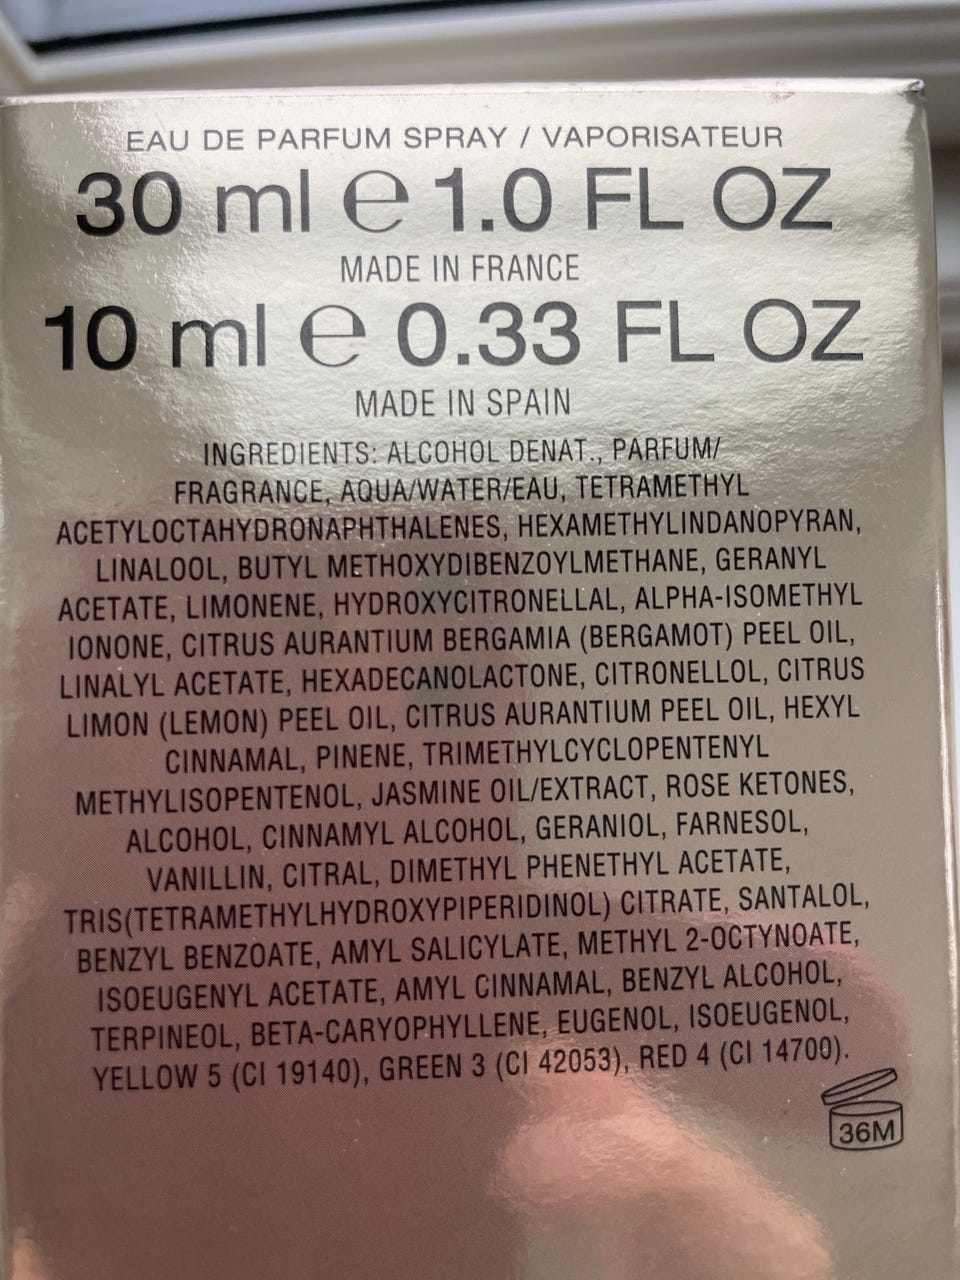 EAU DE PARFUM SPRAY / VAPORISATEUR
30 ml e 1.0 FL OZ
MADE IN FRANCE
10 ml e 0.33 FL OZ
MADE IN SPAIN
INGREDIENTS: ALCOHOL DENAT., PARFUM/
FRAGRANCE, AQUA/WATER/EAU, TETRAMETHYL
ACETYLOCTAHYDRONAPHTHALENES, HEXAMETHYLINDANOPYRAN,
LINALOOL, BUTYL METHOXYDIBENZOYLMETHANE, GERANYL
ACETATE, LIMONENE, HYDROXYCITRONELLAL, ALPHA-ISOMETHYL
IONONE, CITRUS AURANTIUM BERGAMIA (BERGAMOT) PEEL OIL,
LINALYL ACETATE, HEXADECANOLACTONE, CITRONELLOL, CITRUS
LIMON (LEMON) PEEL OIL, CITRUS AURANTIUM PEEL OIL, HEXYL
CINNAMAL, PINENE, TRIMETHYLCYCLOPENTENYL
METHYLISOPENTENOL, JASMINE OIL/EXTRACT, ROSE KETONES,
ALCOHOL, CINNAMYL ALCOHOL, GERANIOL, FARNESOL,
VANILLIN, CITRAL, DIMETHYL PHENETHYL ACETATE,
TRIS(TETRAMETHYLHYDROXYPIPERIDINOL) CITRATE, SANTALOL,
BENZYL BENZOATE, AMYL SALICYLATE, METHYL 2-OCTYNOATE,
ISOEUGENYL ACETATE, AMYL CINNAMAL, BENZYL ALCOHOL,
TERPINEOL, BETA-CARYOPHYLLENE, EUGENOL, ISOEUGENOL,
YELLOW 5 (CI 19140), GREEN 3 (CI 42053), RED 4 (CI 14700).
36M